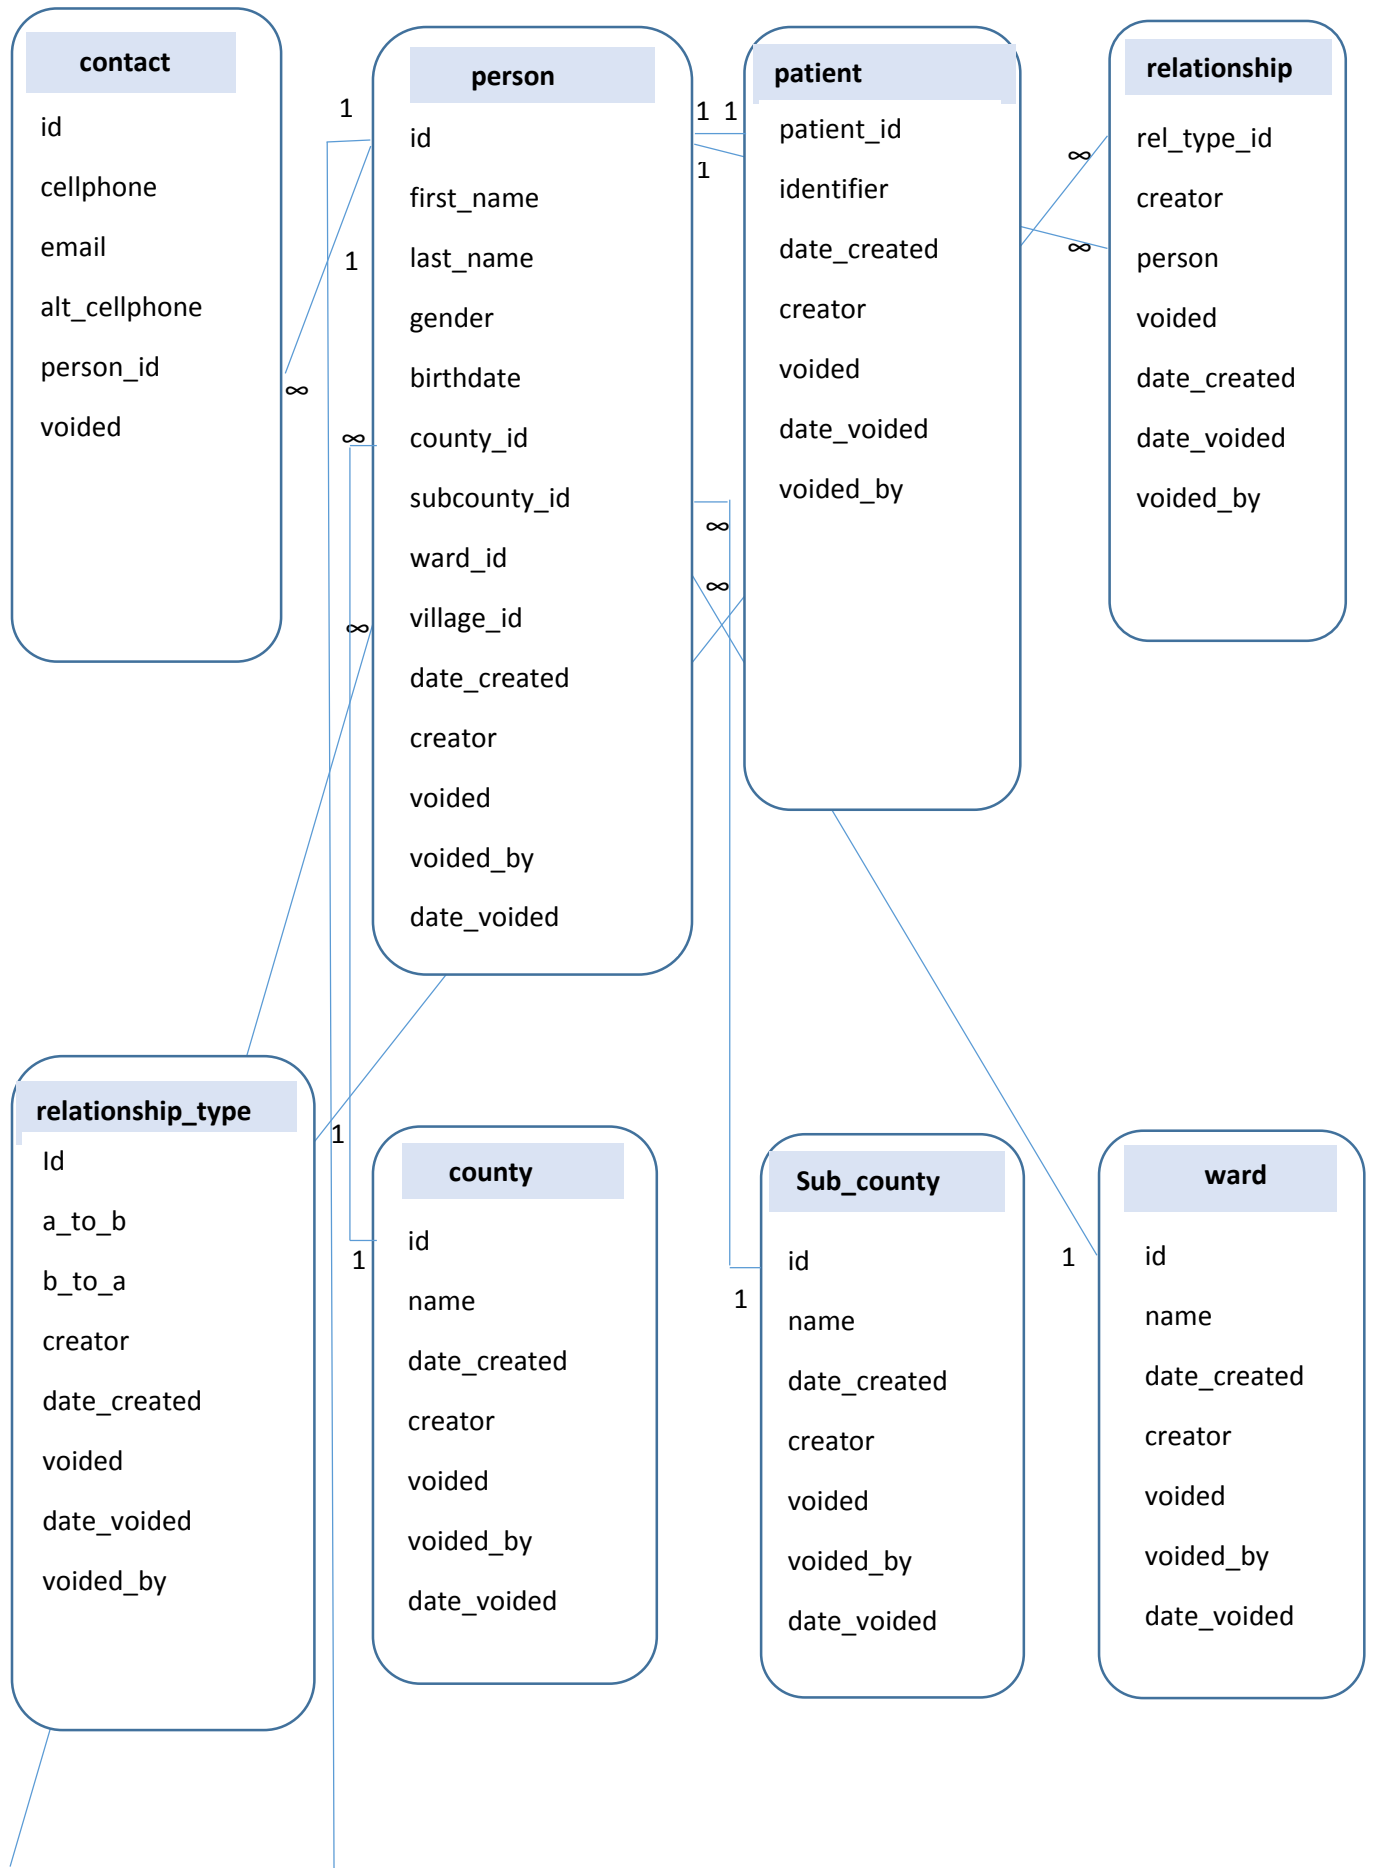 contact
id
cellphone
email
alt_cellphone
person_id
voided
1
1
∞
∞
∞
person
id
first_name
last_name
gender
birthdate
county_id
subcounty_id
ward_id
village_id
date_created
creator
voided
voided_by
date_voided
1 1
1
∞
∞
patient
patient_id
identifier
date_created
creator
voided
date_voided
voided_by
∞
∞
relationship
rel_type_id
creator
person
voided
date_created
date_voided
voided_by
relationship_type
Id
a_to_b
b_to_a
creator
date_created
voided
date_voided
voided_by
1
1
county
id
name
date_created
creator
voided
voided_by
date_voided
1
Sub_county
id
name
date_created
creator
voided
voided_by
date_voided
1
ward
id
name
date_created
creator
voided
voided_by
date_voided